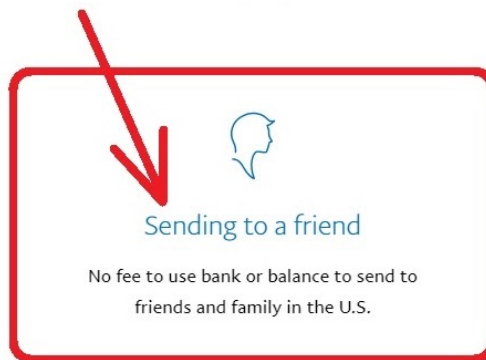 Sending to a friend
No fee to use bank or balance to send to
friends and family in the U.S.